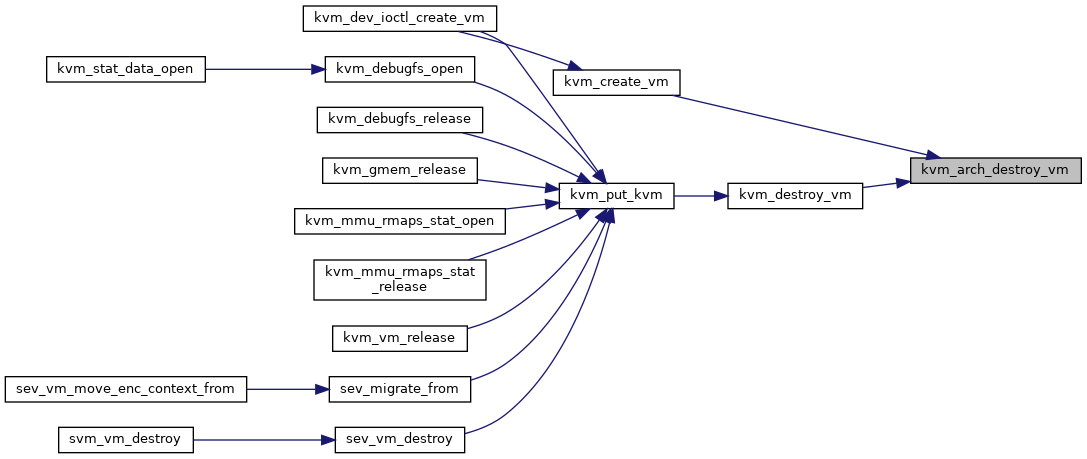 kvm_dev_ioctl_create_vm
kvm_stat_data_open
kvm_debugfs_open
kvm_create_vm
kvm_debugfs_release
kvm_gmem_release
kvm_arch_destroy_vm
kvm_put_kvm
kvm_destroy_vm
kvm_mmu_rmaps_stat_open
kvm_mmu_rmaps_stat
_release
kvm_vm_release
sev_vm_move_enc_context_from
sev_migrate_from
svm_vm_destroy
sev_vm_destroy